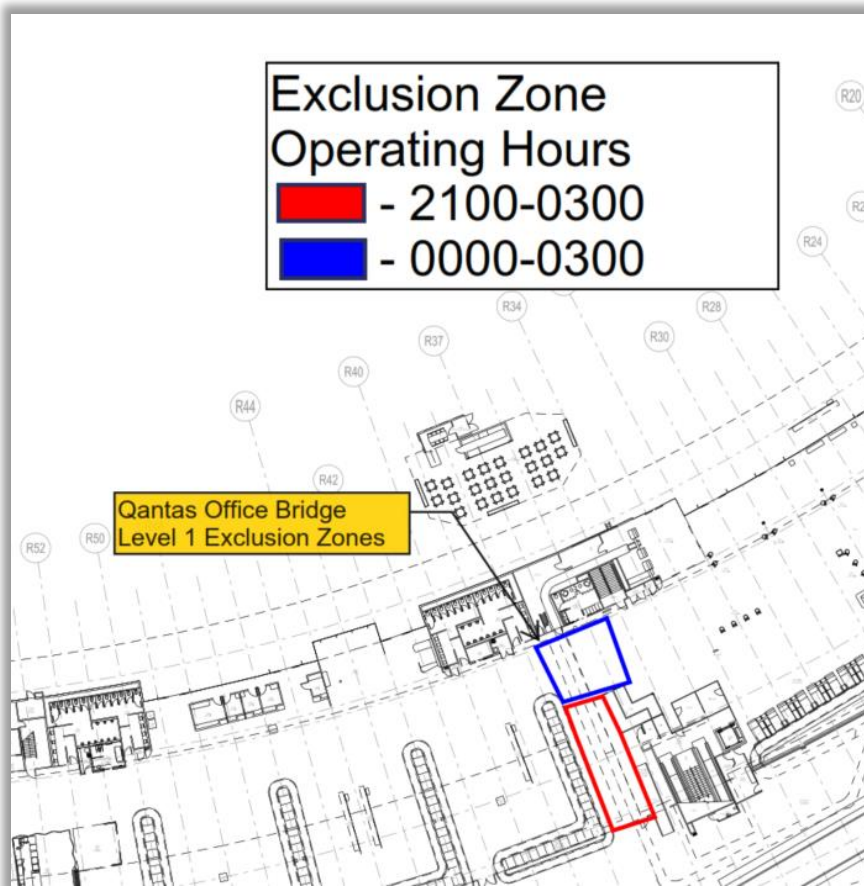 Exclusion Zone
Operating Hours
- 2100-0300
- 0000-0300
R20
R24
R28
R30
R34
R37
R40
R44
R42
Qantas Office Bridge
Level 1 Exclusion Zones
R50
R52